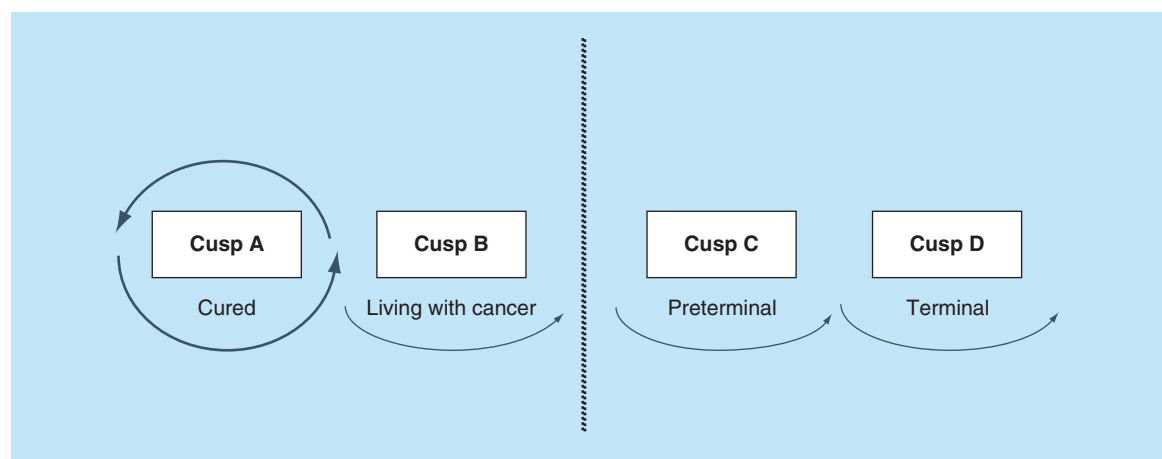 Cusp A
Cusp B
Cusp C
Cusp D
Cured
Living with cancer
Preterminal
Terminal